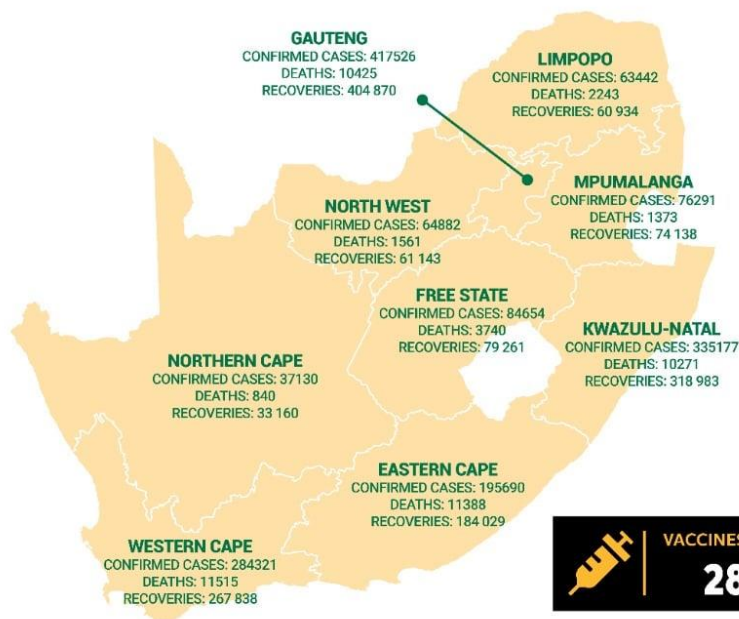 GAUTENG
CONFIRMED CASES: 417526
DEATHS: 10425
RECOVERIES: 404 870
LIMPOPO
CONFIRMED CASES: 63442
DEATHS: 2243
RECOVERIES: 60 934
MPUMALANGA
CONFIRMED CASES: 76291
DEATHS: 1373
RECOVERIES: 74 138
NORTH WEST
CONFIRMED CASES: 64882
DEATHS: 1561
RECOVERIES: 61 143
FREE STATE
CONFIRMED CASES: 84654
DEATHS: 3740
RECOVERIES: 79 261
KWAZULU-NATAL
CONFIRMED CASES: 335177
DEATHS: 10271
RECOVERIES: 318 983
NORTHERN CAPE
CONFIRMED CASES: 37130
DEATHS: 840
RECOVERIES: 33 160
EASTERN CAPE
CONFIRMED CASES: 195690
DEATHS: 11388
RECOVERIES: 184 029
WESTERN CAPE
CONFIRMED CASES: 284321
DEATHS: 11515
RECOVERIES: 267 838
VACCINES
28